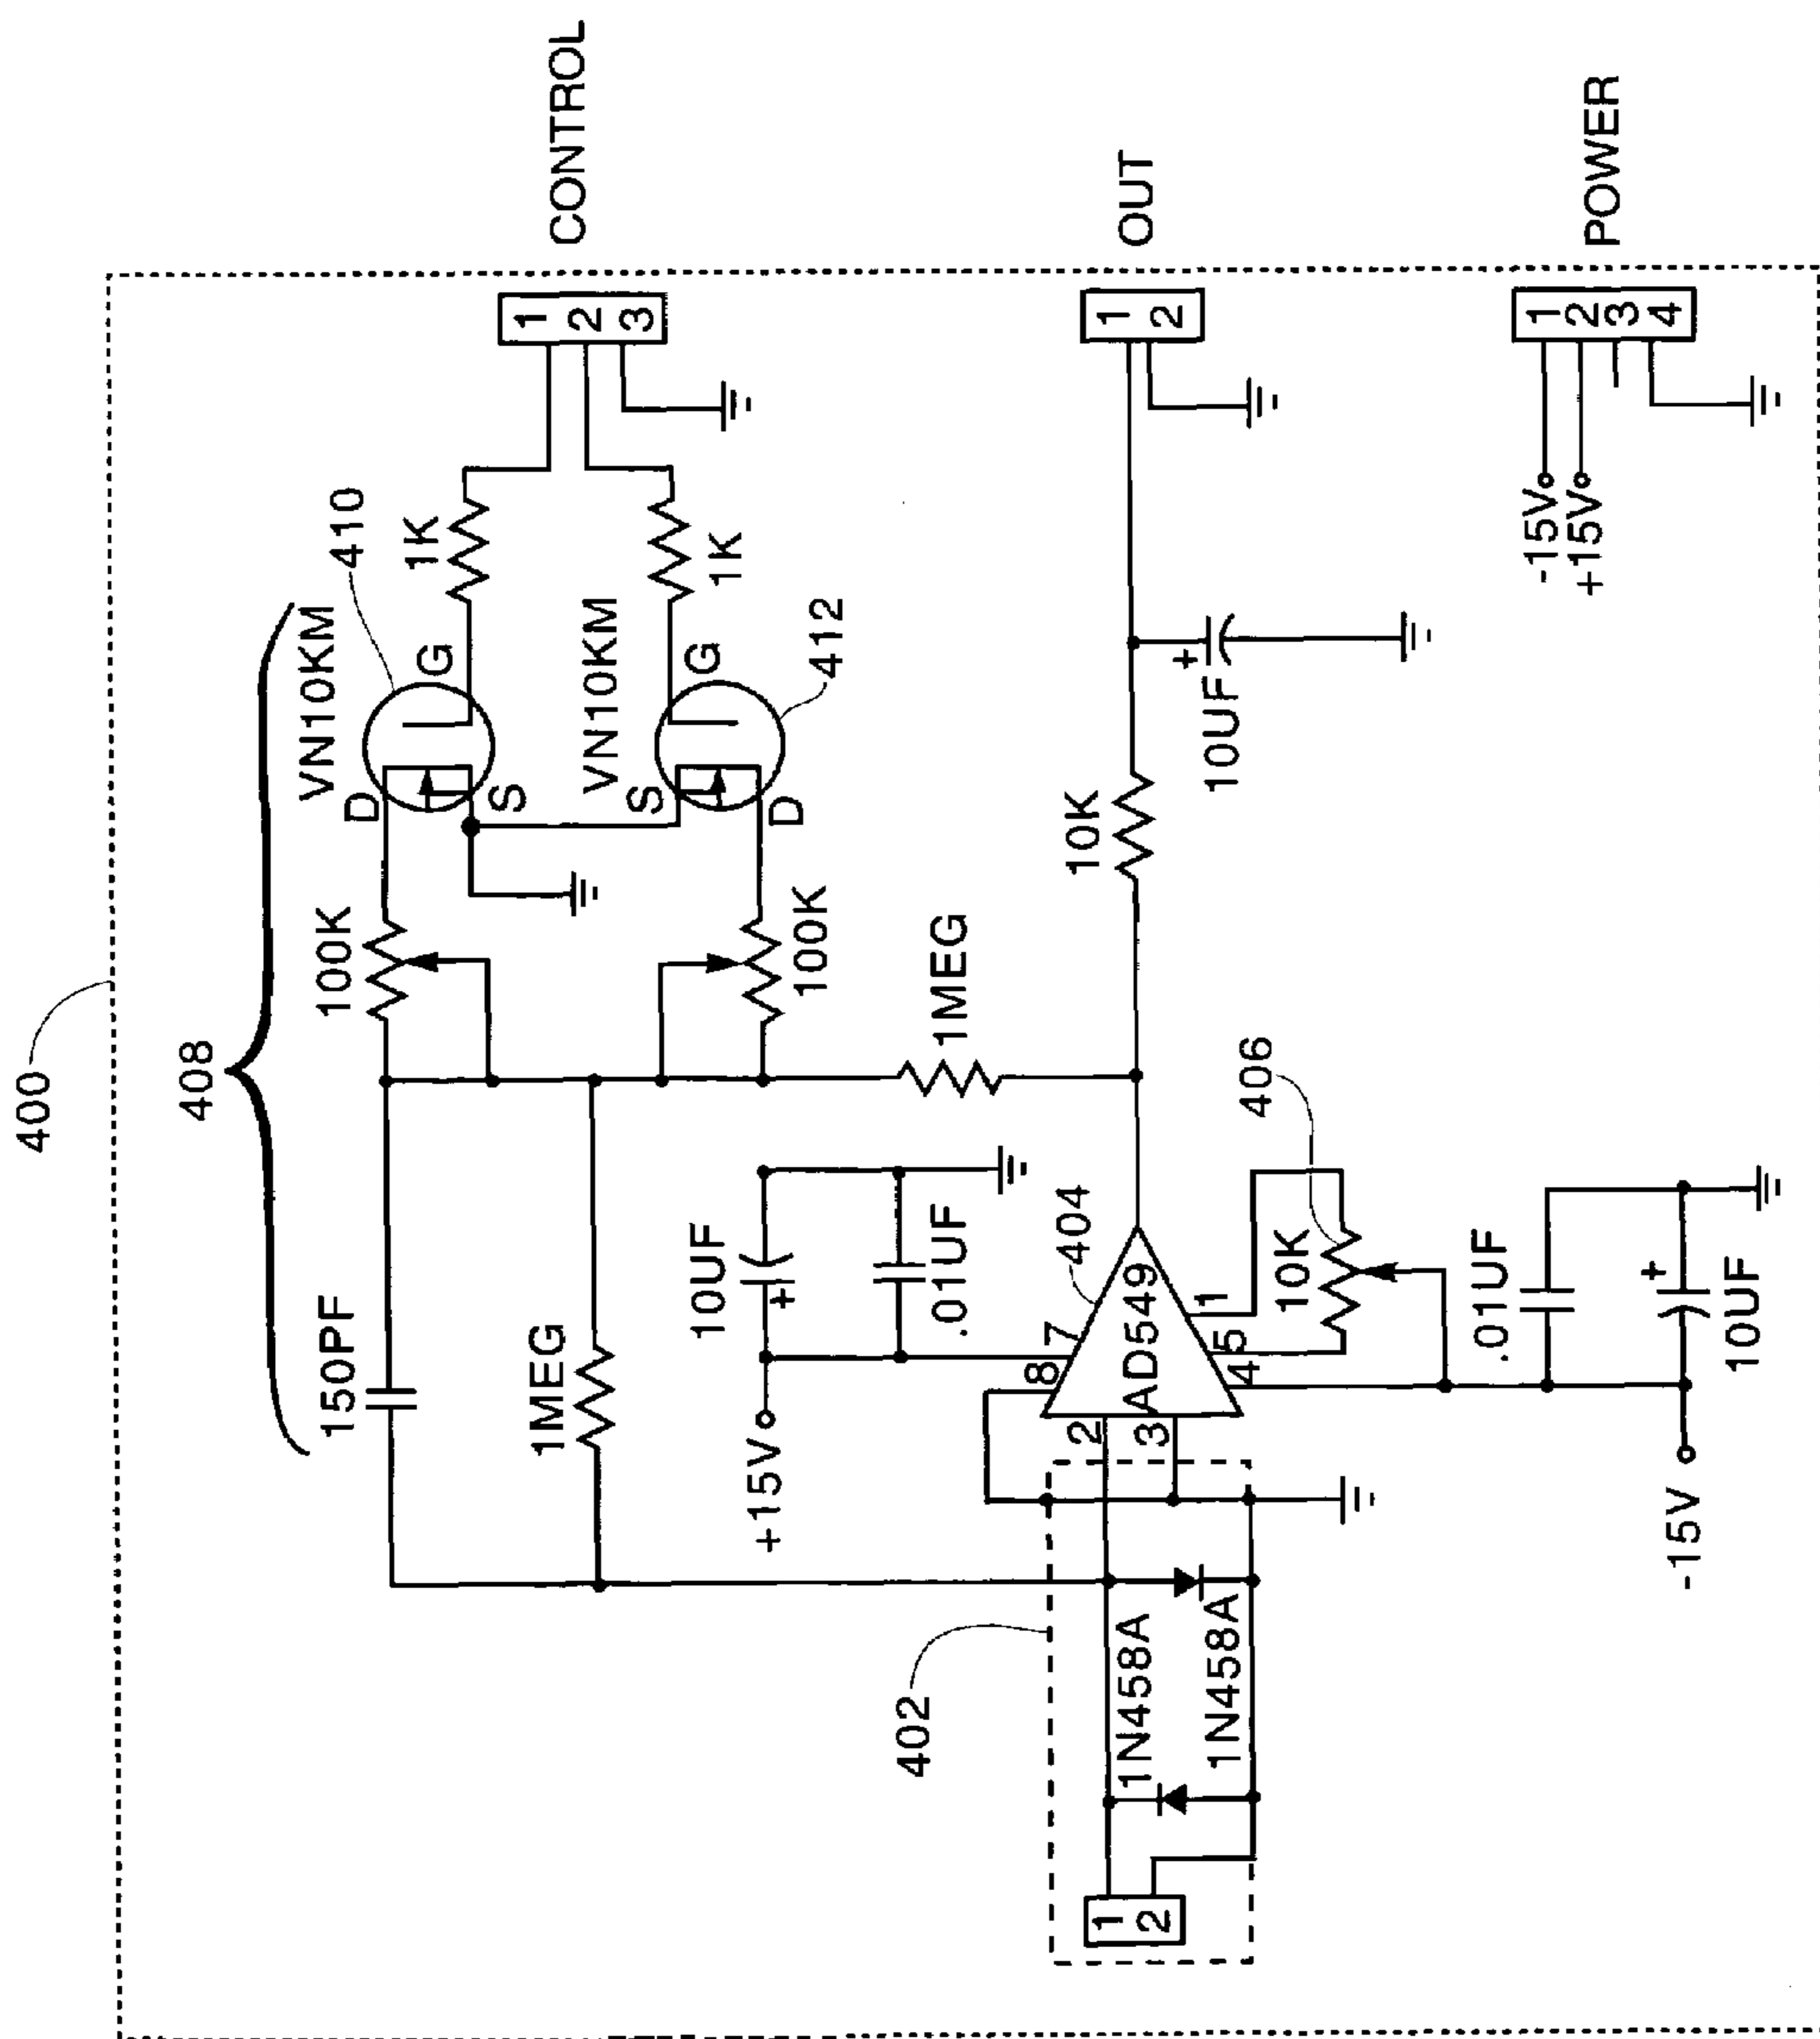 400
408
150PF
100K
D
VN10KM
410
G
1K
S
CONTROL
1
2
3
1MEG
VN10KM
S
G
1K
D
412
100K
1MEG
10UF
+
.01UF
+15V
404
7
8
AD549
2
3
1
5
4
10K
406
10K
10UF
+
OUT
1
2
402
1
2
1N458A
1N458A
.01UF
+
10UF
-15V
-15V
+15V
1
2
3
4
POWER